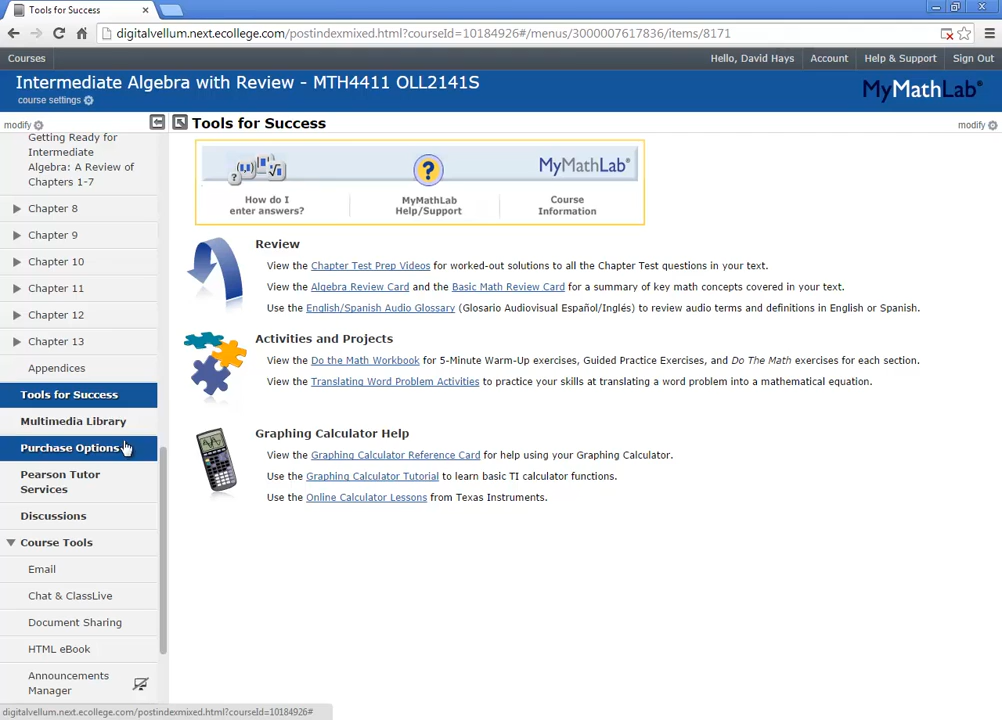 Tools for Success
digitalvellum.next.ecollege.com/postindexmixed.html?courseId=10184926#/menus/3000007617836/items/8171
Courses
Hello, David Hays
Account
Help & Support
Sign Out
Intermediate Algebra with Review - MTH4411 OLL2141S
course settings
MyMathLab®
modify
Tools for Success
modify
Getting Ready for
Intermediate
Algebra: A Review of
Chapters 1-7
Chapter 8
Chapter 9
Chapter 10
Chapter 11
Chapter 12
Chapter 13
Appendices
Tools for Success
Multimedia Library
Purchase Options
Pearson Tutor
Services
Discussions
Course Tools
Email
Chat & ClassLive
Document Sharing
HTML eBook
Announcements
Manager
MyMathLab®
How do I
enter answers?
MyMathLab
Help/Support
Course
Information
Review
View the Chapter Test Prep Videos for worked-out solutions to all the Chapter Test questions in your text.
View the Algebra Review Card and the Basic Math Review Card for a summary of key math concepts covered in your text.
Use the English/Spanish Audio Glossary (Glosario Audiovisual Español/Inglés) to review audio terms and definitions in English or Spanish.
Activities and Projects
View the Do the Math Workbook for 5-Minute Warm-Up exercises, Guided Practice Exercises, and Do The Math exercises for each section.
View the Translating Word Problem Activities to practice your skills at translating a word problem into a mathematical equation.
Graphing Calculator Help
View the Graphing Calculator Reference Card for help using your Graphing Calculator.
Use the Graphing Calculator Tutorial to learn basic TI calculator functions.
Use the Online Calculator Lessons from Texas Instruments.
digitalvellum.next.ecollege.com/postindexmixed.html?courseId=10184926#